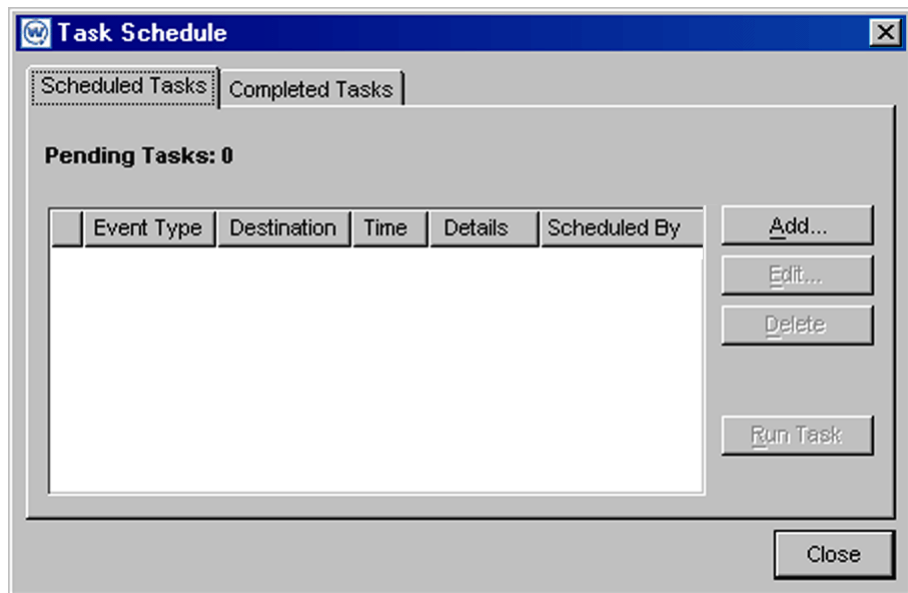 Task Schedule
Scheduled Tasks Completed Tasks
Pending Tasks: 0
Event Type Destination Time Details Scheduled By
Add...
Edit...
Delete
Run Task
Close